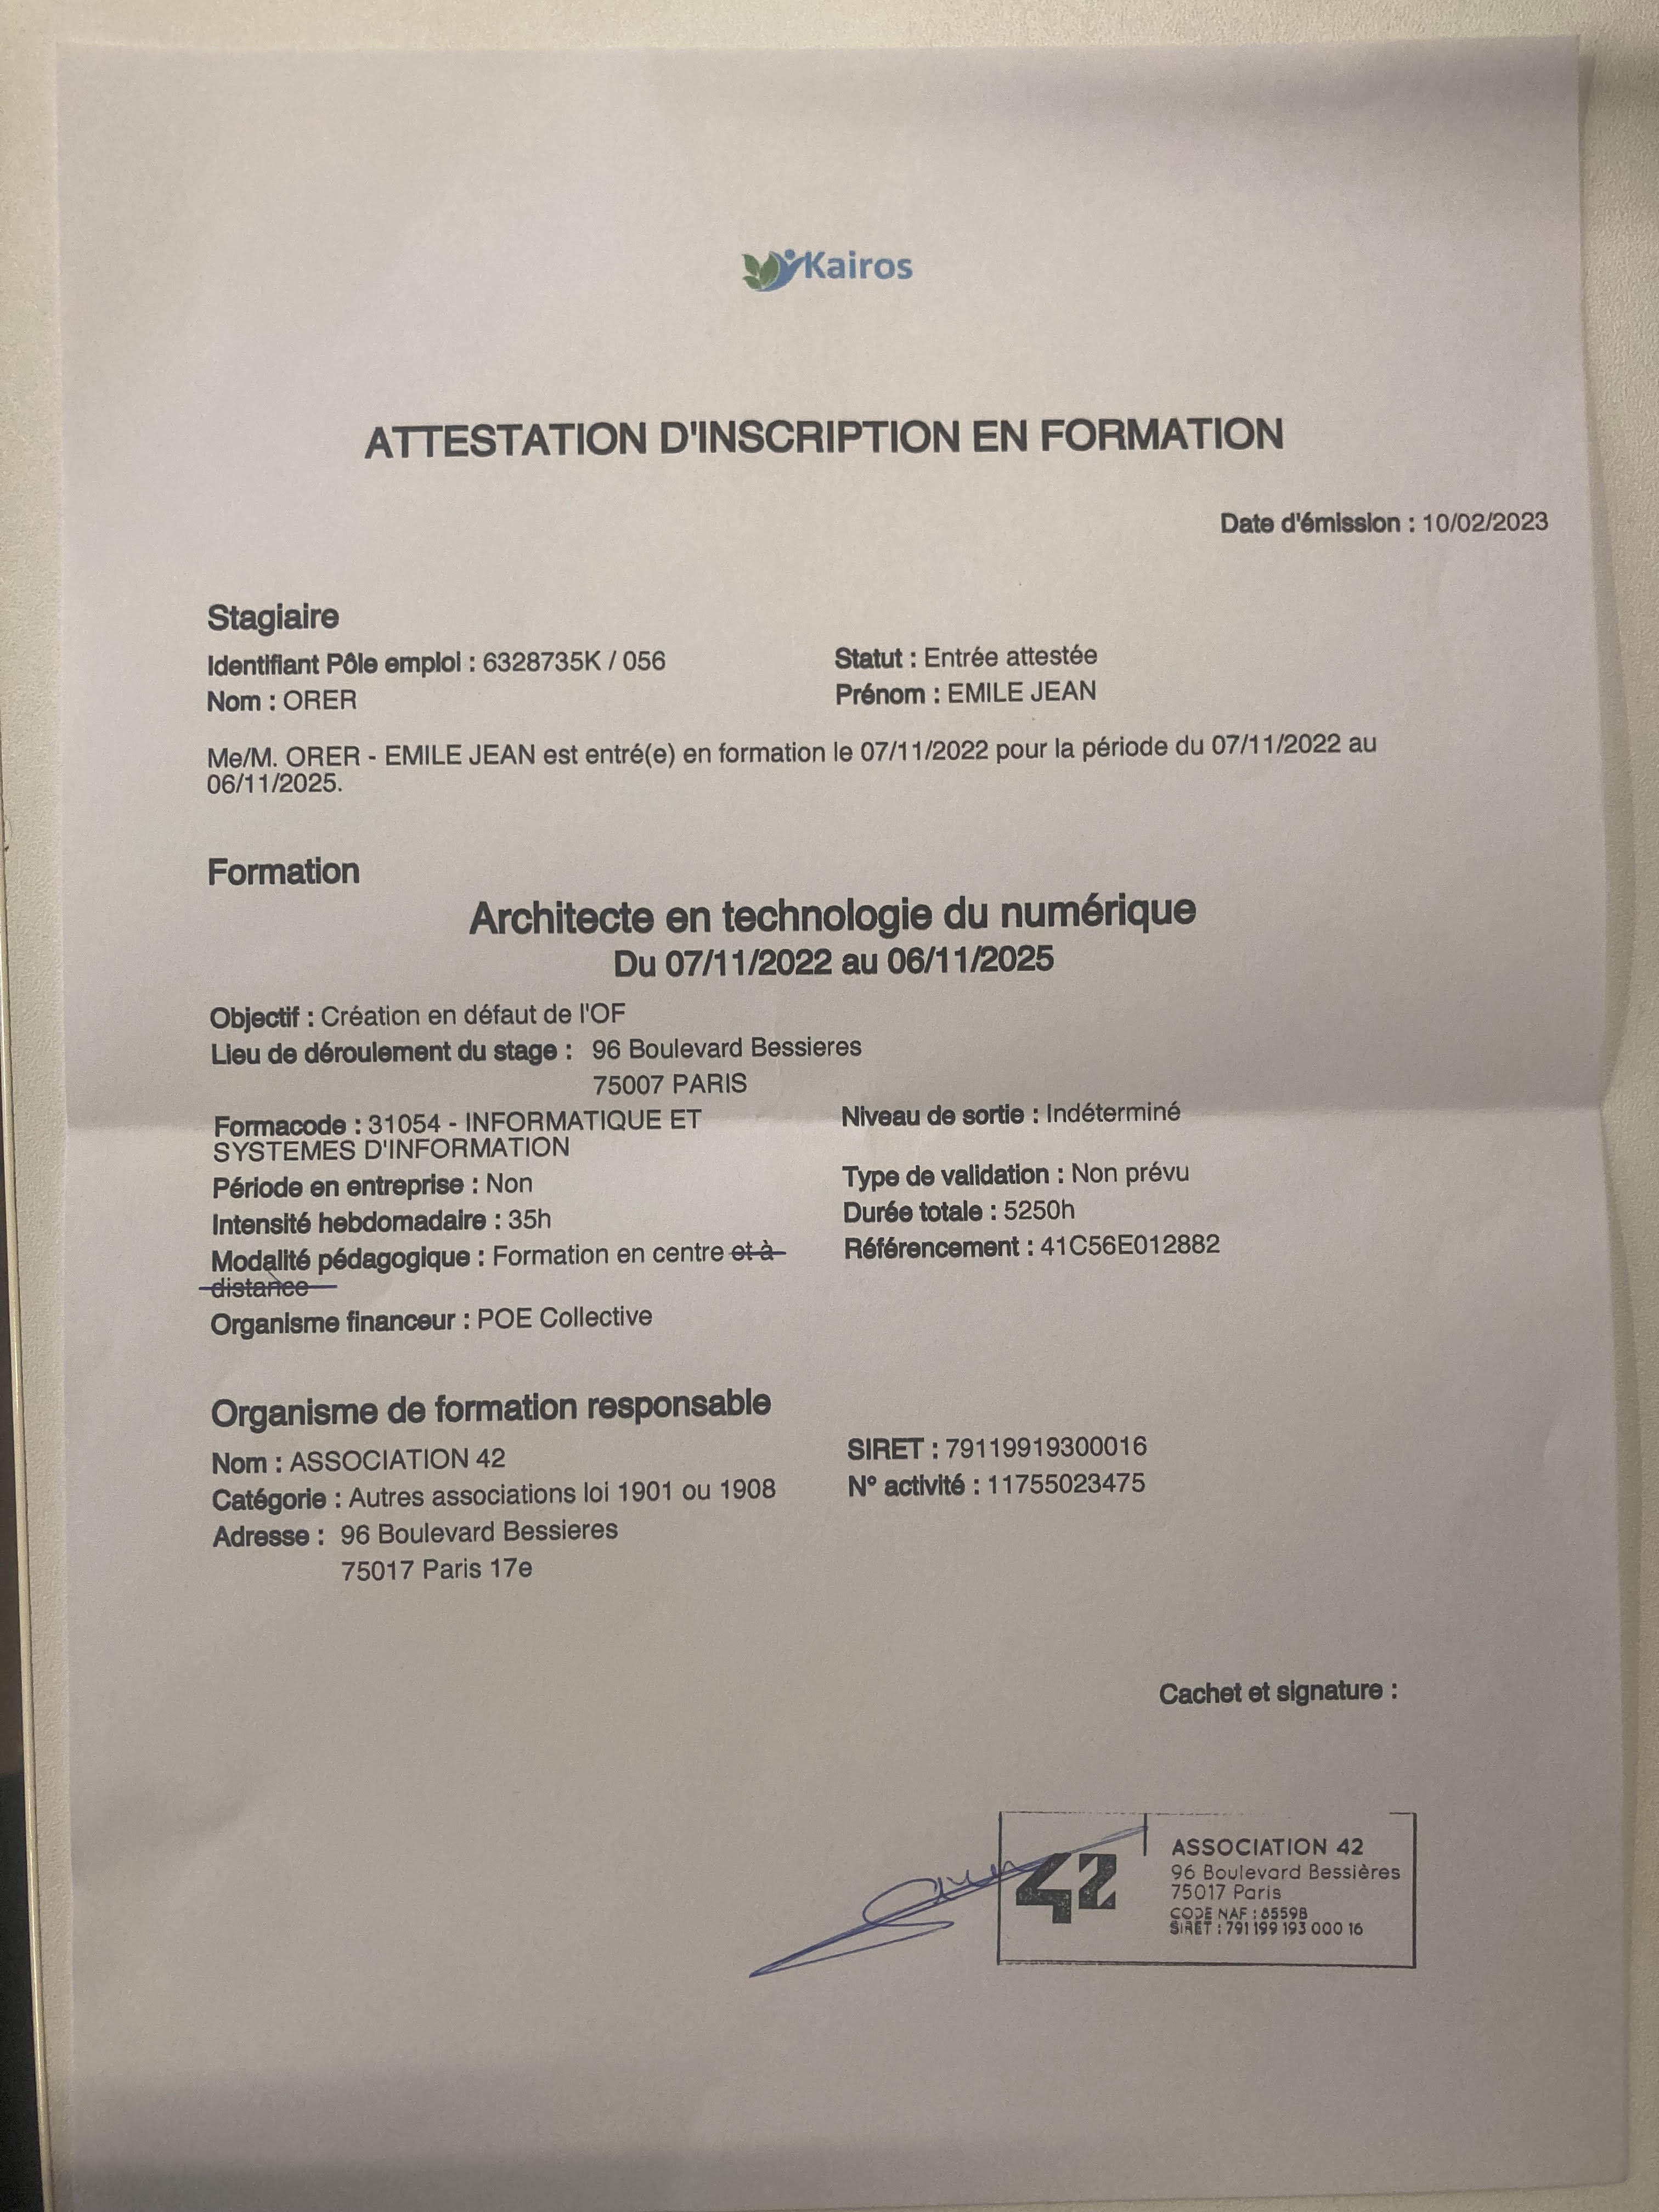 Kairos
ATTESTATION D'INSCRIPTION EN FORMATION
Date d'émission : 10/02/2023
Stagiaire
Identifiant Pôle emploi : 6328735K / 056
Statut : Entrée attestée
Nom : ORER
Prénom : EMILE JEAN
Me/M. ORER - EMILE JEAN est entré(e) en formation le 07/11/2022 pour la période du 07/11/2022 au
06/11/2025.
Formation
Architecte en technologie du numérique
Du 07/11/2022 au 06/11/2025
Objectif : Création en défaut de l'OF
Lieu de déroulement du stage : 96 Boulevard Bessieres
75007 PARIS
Formacode : 31054 - INFORMATIQUE ET
SYSTEMES D'INFORMATION
Niveau de sortie : Indéterminé
Période en entreprise : Non
Type de validation : Non prévu
Intensité hebdomadaire : 35h
Durée totale : 5250h
Modalité pédagogique : Formation en centre et à
distance
Référencement : 41C56E012882
Organisme financeur : POE Collective
Organisme de formation responsable
Nom : ASSOCIATION 42
SIRET : 79119919300016
Catégorie : Autres associations loi 1901 ou 1908
N° activité : 11755023475
Adresse : 96 Boulevard Bessieres
75017 Paris 17e
Cachet et signature :
42
ASSOCIATION 42
96 Boulevard Bessières
75017 Paris
CODE NAF : 8559B
SIRET : 791 199 193 000 16